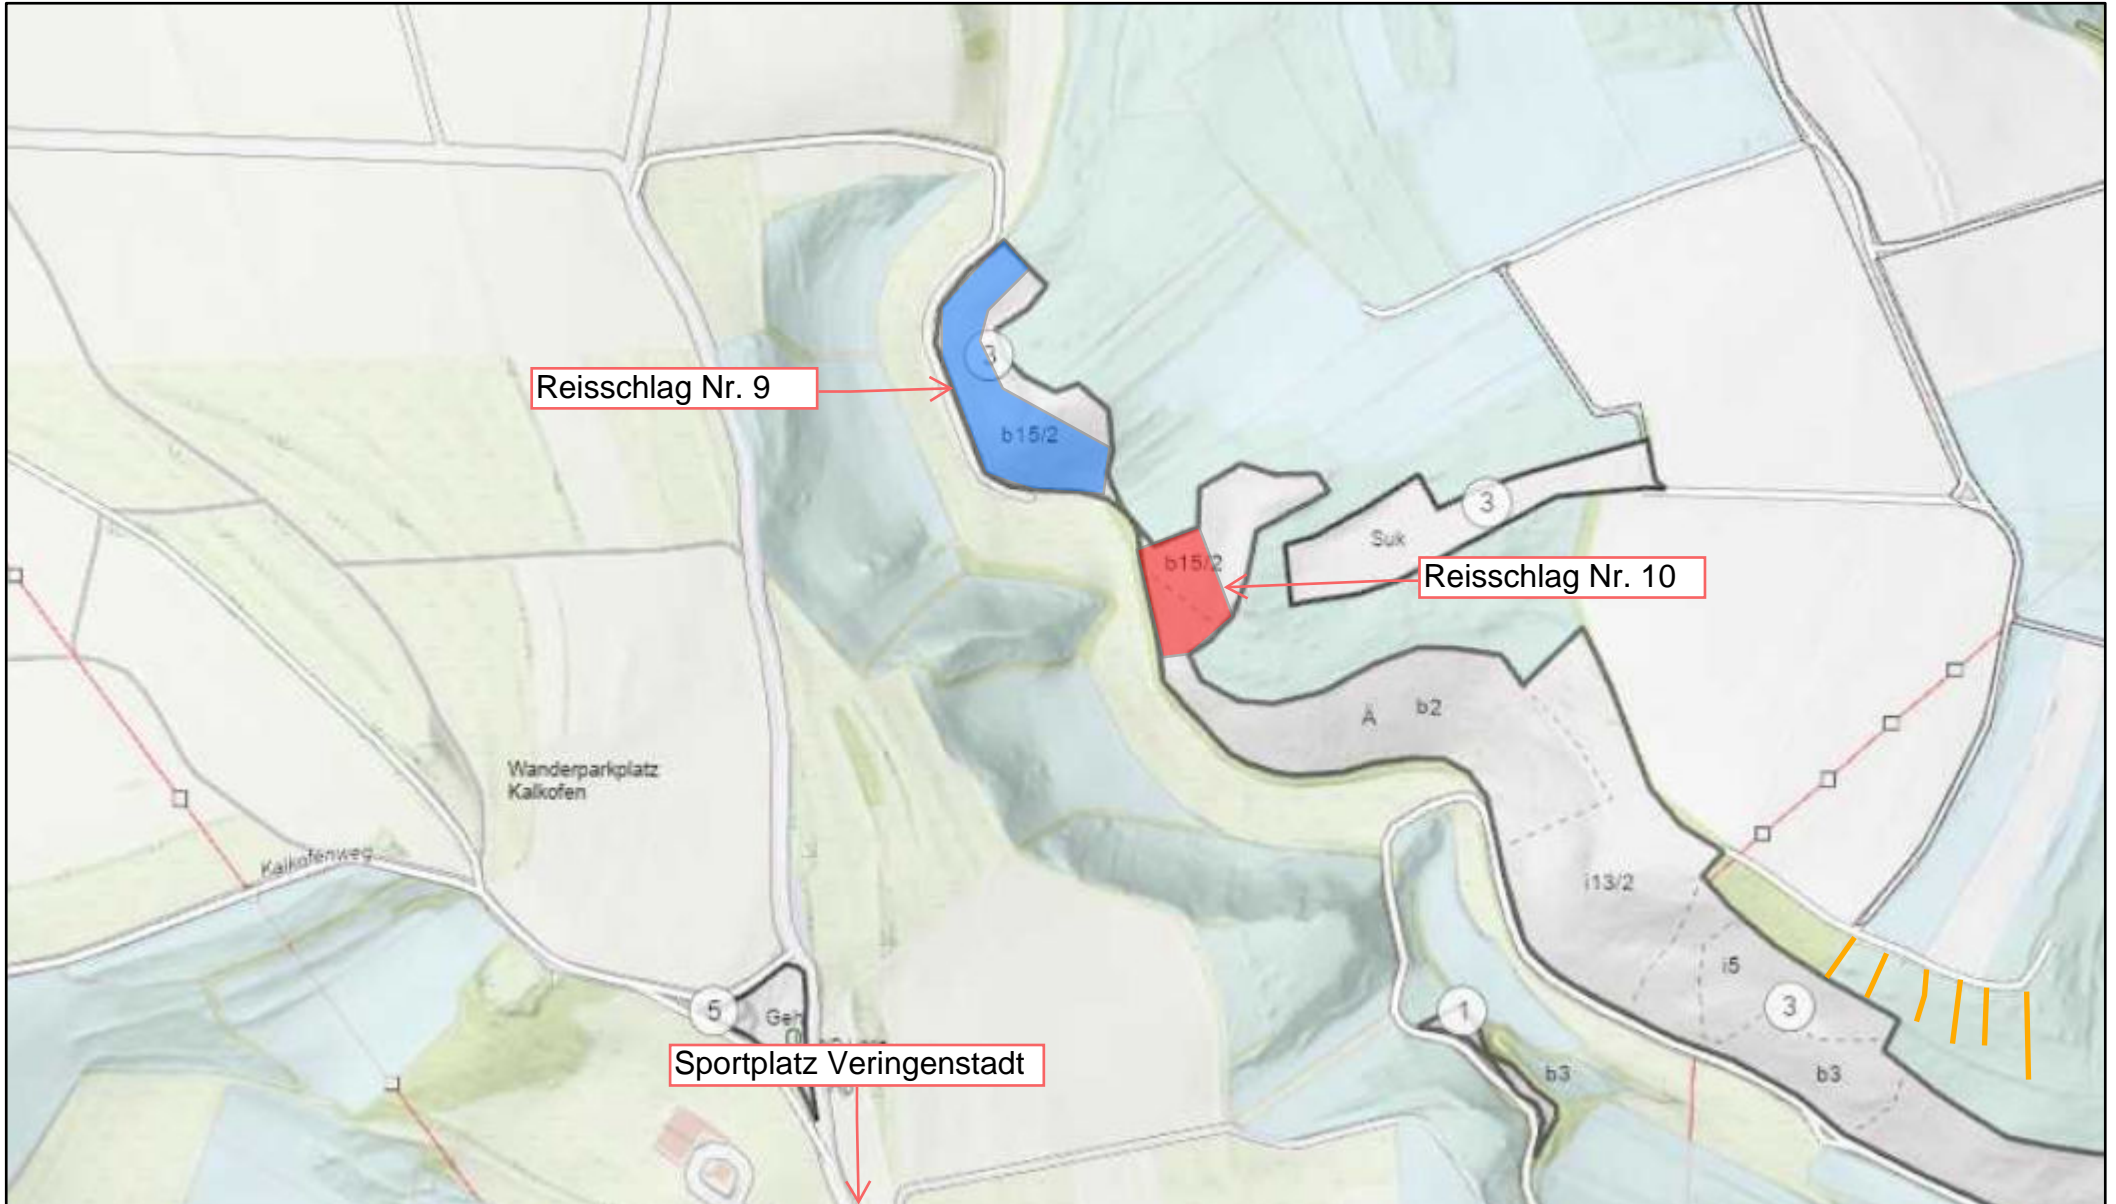 3
Reisschlag Nr. 9
b15/2
3
Suk
b15/2
Reisschlag Nr. 10
Ä
b2
Wanderparkplatz
Kalkofen
Kalkofenweg
i13/2
i5
5
Geh
1
3
Sportplatz Veringenstadt
b3
b3